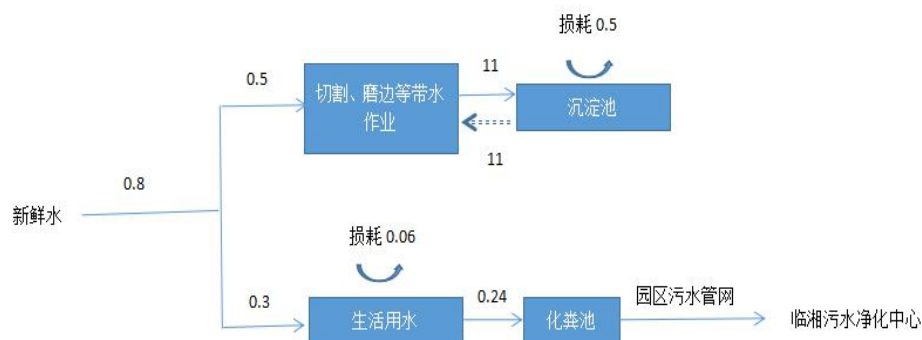 损耗 0.5
0.5
切割、磨边等带水
作业
11
沉淀池
11
0.8
新鲜水
损耗 0.06
0.3
生活用水
0.24
化粪池
园区污水管网
临湘污水净化中心